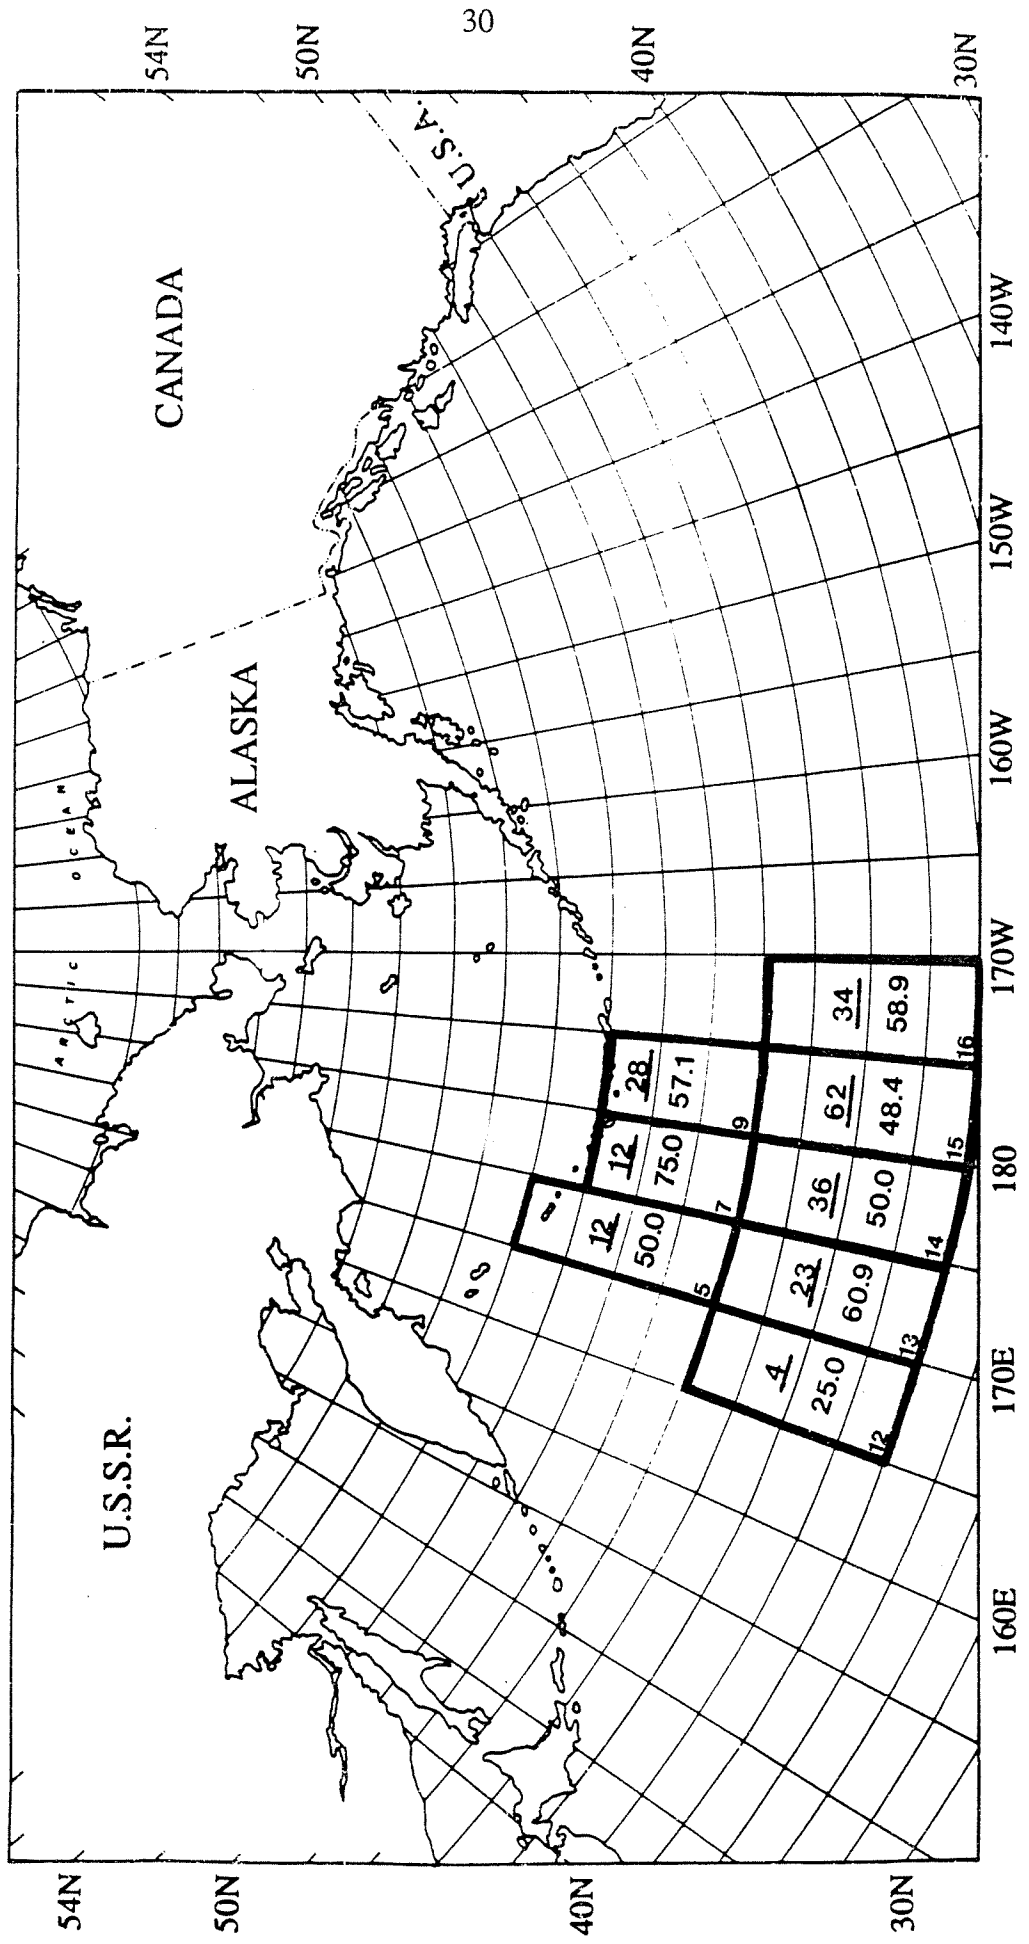 30
54N
50N
40N
30N
U.S.A.
CANADA
ALASKA
ARCTIC OCEAN
U.S.S.R.
28
57.1
9
12
75.0
7
12
50.0
5
34
58.9
16
62
48.4
15
36
50.0
14
23
60.9
13
4
25.0
12
140W
150W
160W
170W
180
170E
160E
54N
50N
40N
30N